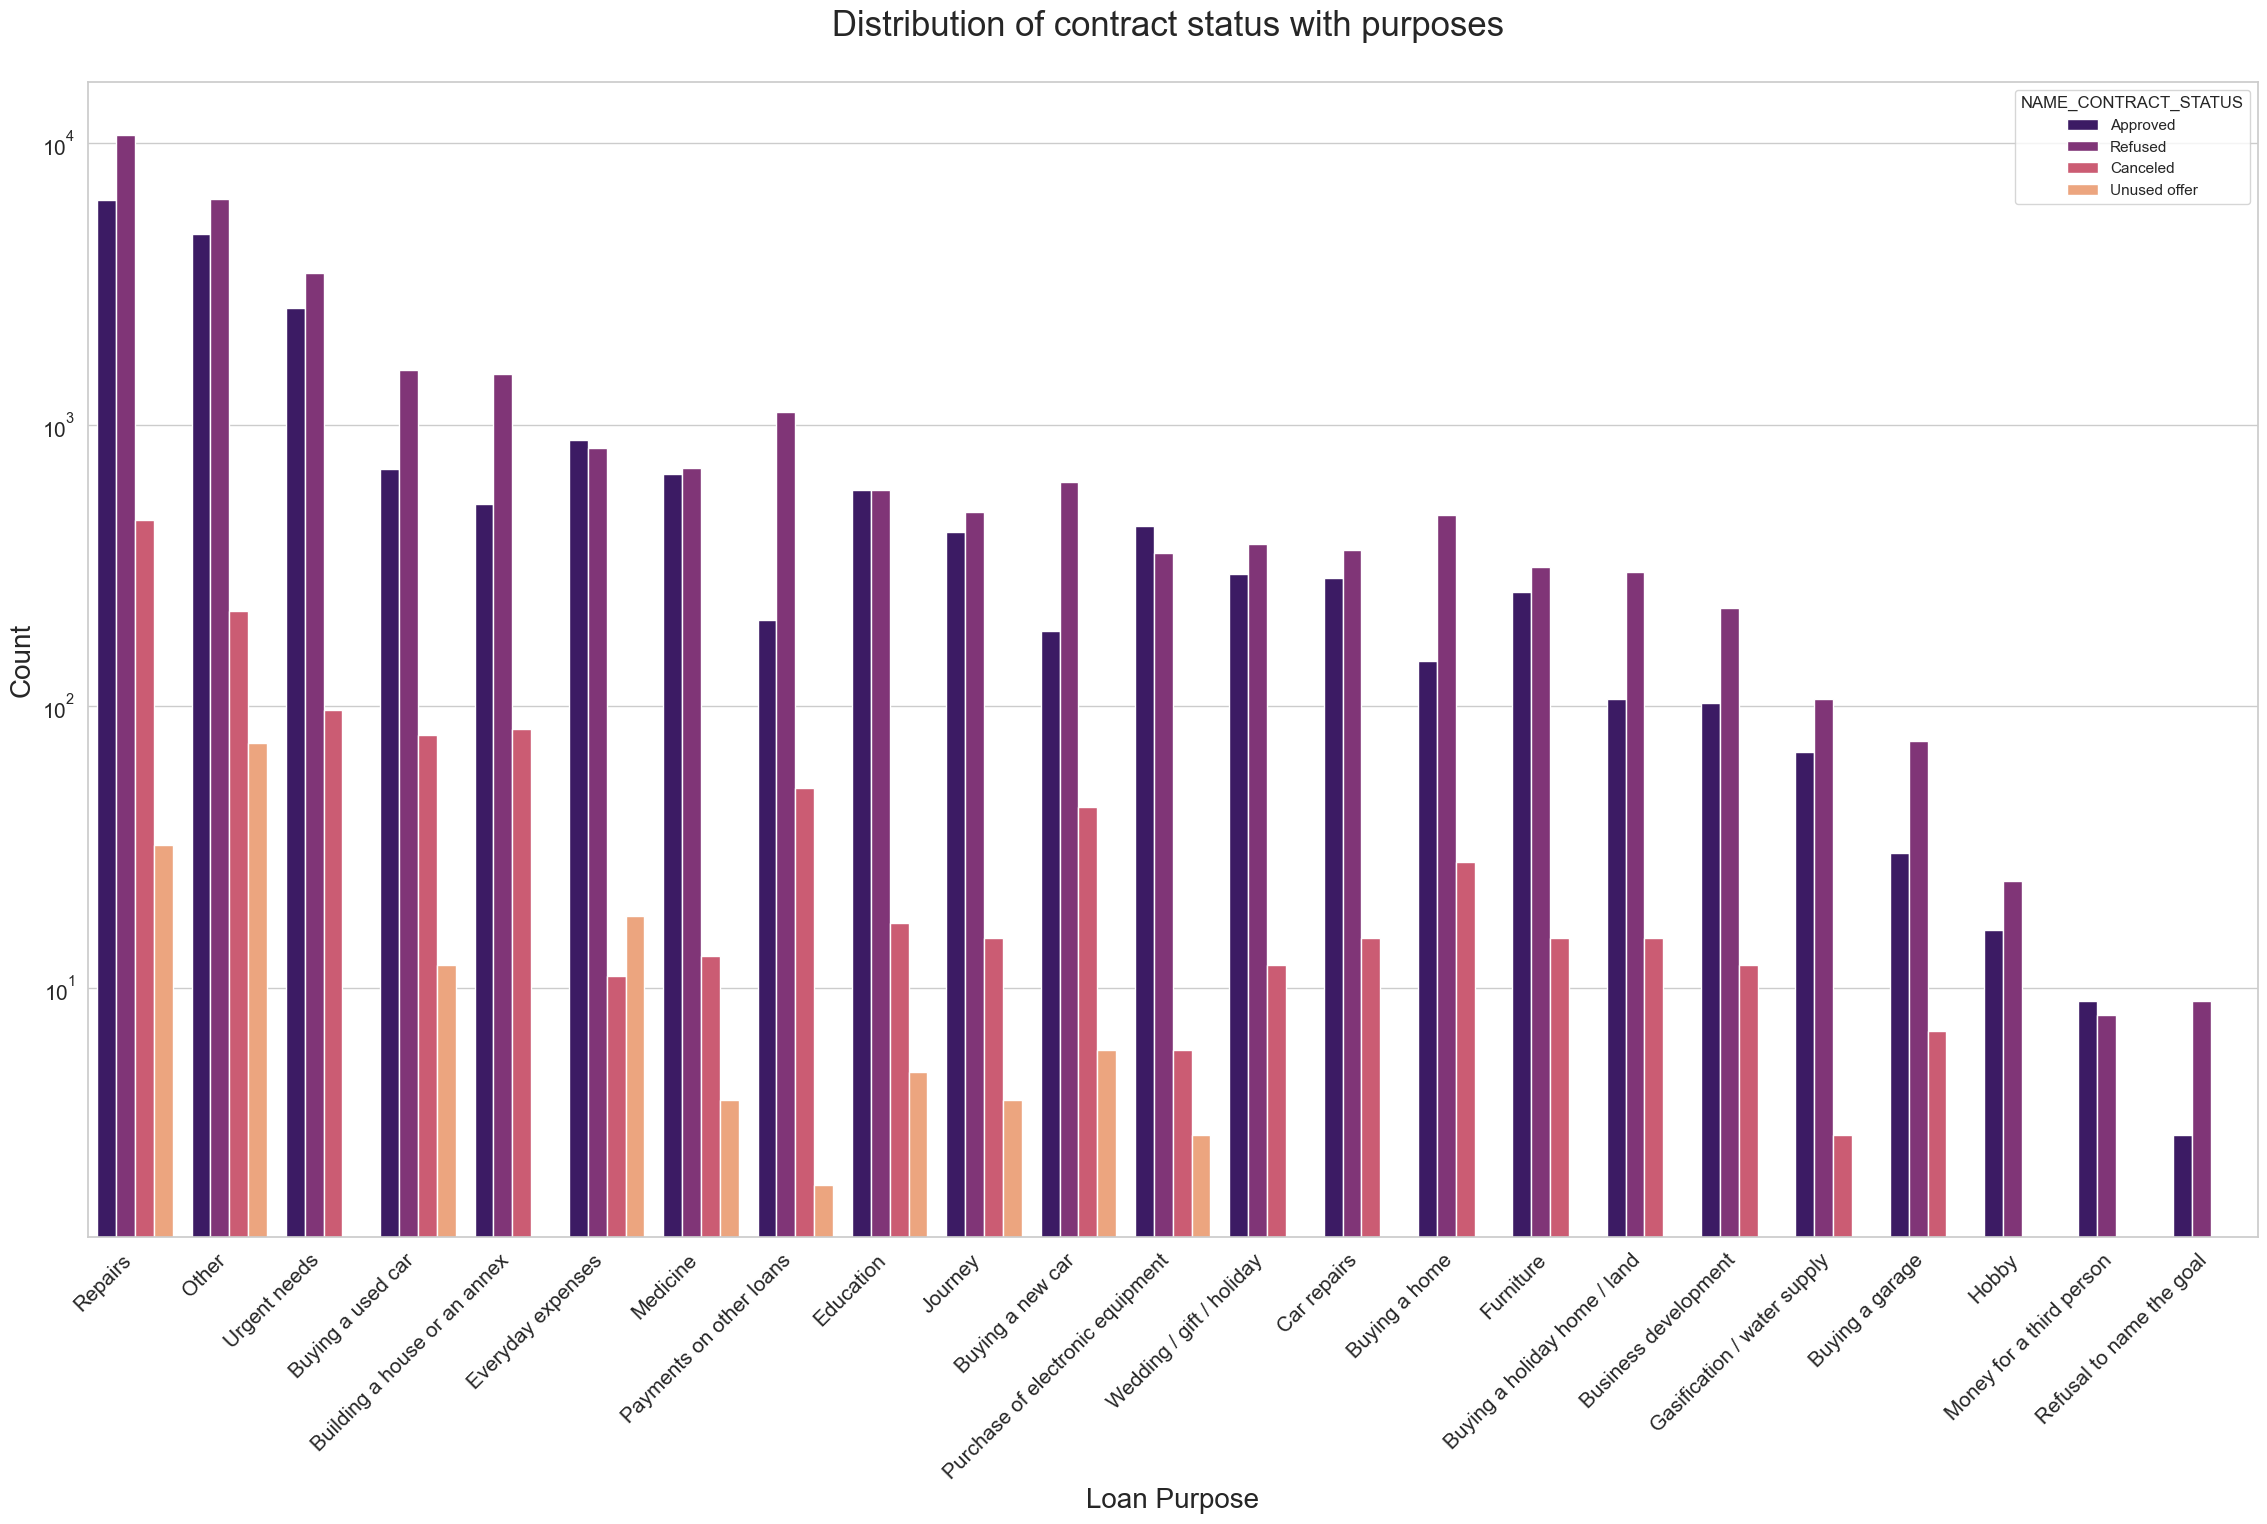 Distribution of contract status with purposes
NAME_CONTRACT_STATUS
Approved
Refused
Canceled
Unused offer
Count
10^4
10^3
10^2
10^1
Repairs
Other
Urgent needs
Buying a used car
Building a house or an annex
Everyday expenses
Medicine
Payments on other loans
Education
Journey
Buying a new car
Purchase of electronic equipment
Wedding / gift / holiday
Car repairs
Buying a home
Furniture
Buying a holiday home / land
Business development
Gasification / water supply
Buying a garage
Hobby
Money for a third person
Refusal to name the goal
Loan Purpose